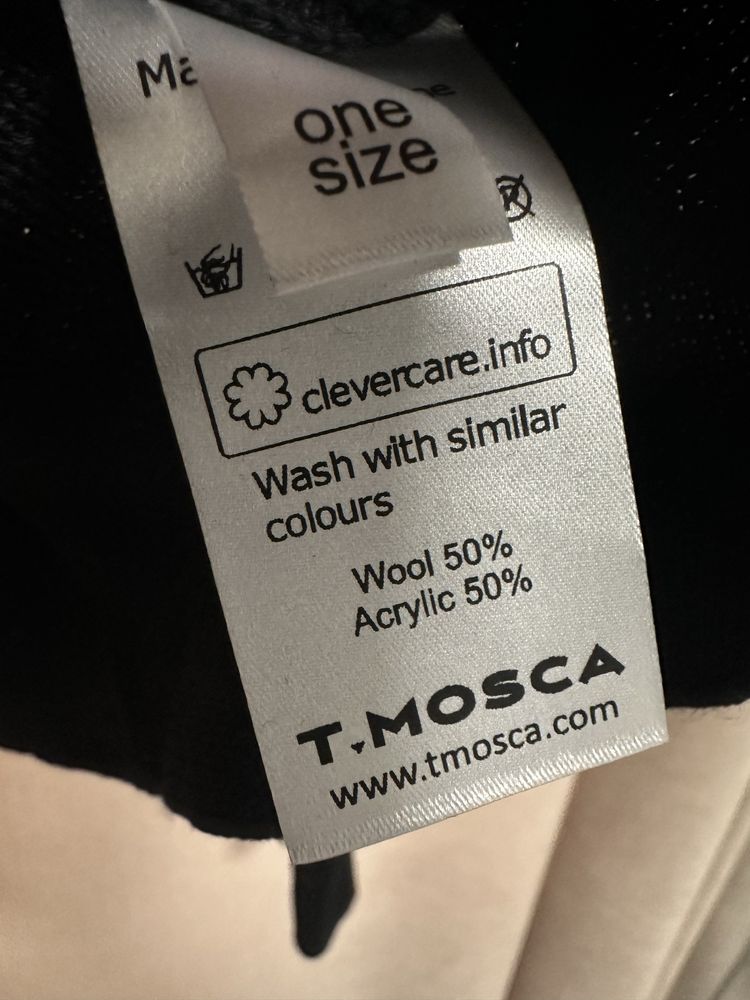 one
size
clevercare.info
Wash with similar
colours
Wool 50%
Acrylic 50%
T.MOSCA
www.tmosca.com